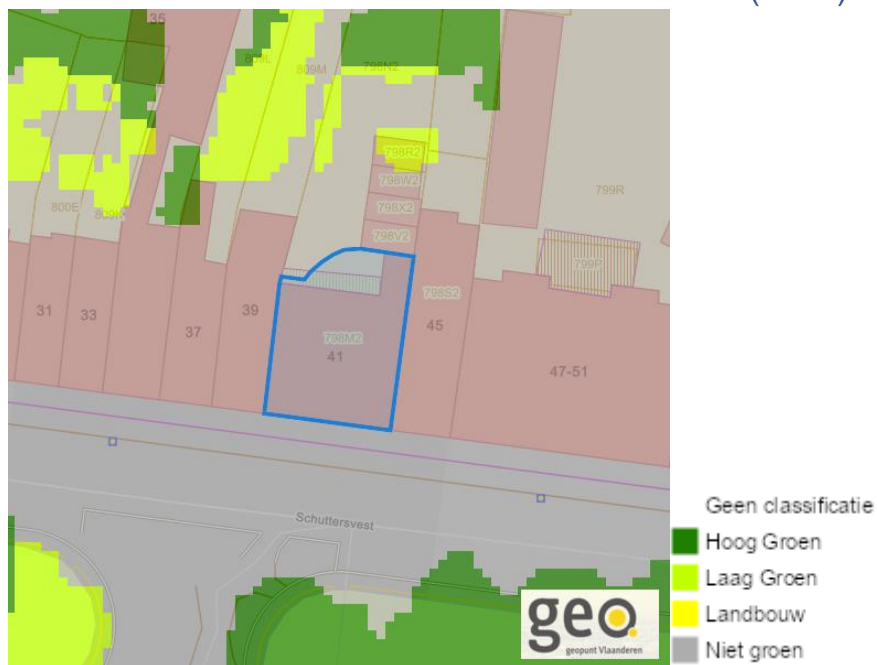 35
809L
809M
798N2
798R2
798W2
798X2
798V2
799R
800E
809K
799P
798S2
31
33
37
39
798M2
41
45
47-51
Schuttersvest
geo.
geopunt Vlaanderen
Geen classificatie
Hoog Groen
Laag Groen
Landbouw
Niet groen